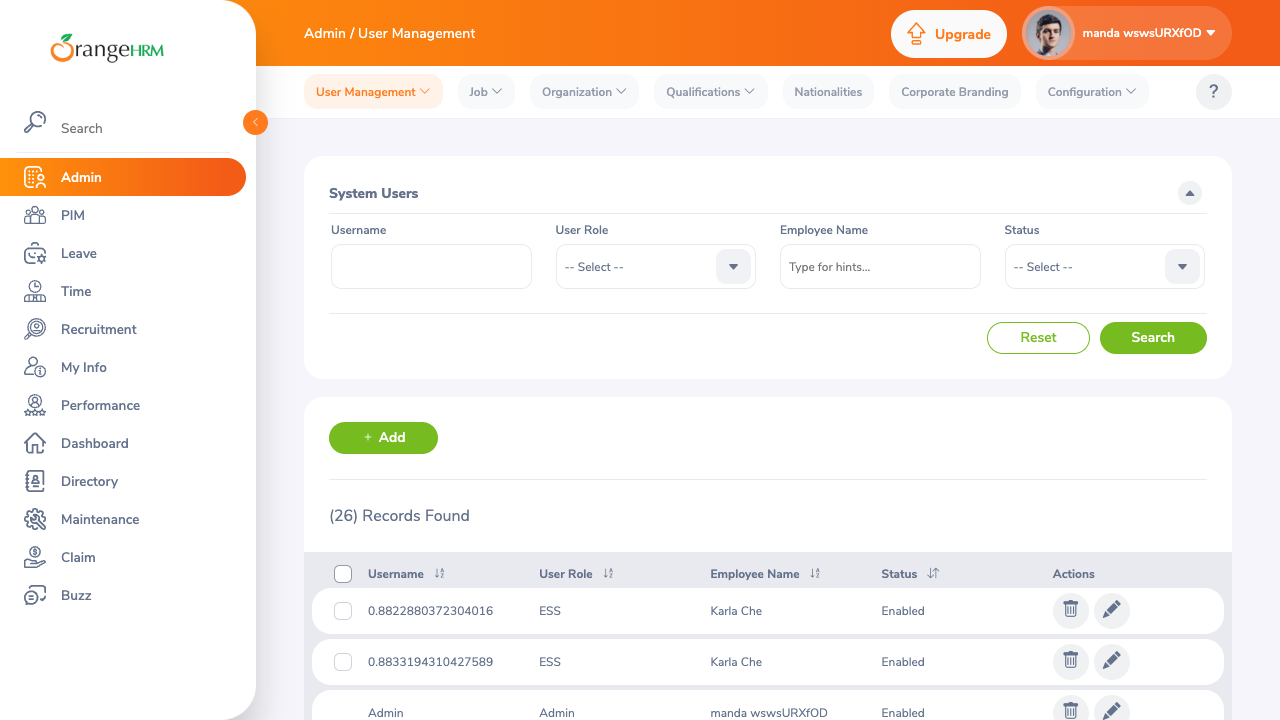 OrangeHRM
Admin / User Management
Upgrade
manda wswsURXfOD
User Management
Job
Organization
Qualifications
Nationalities
Corporate Branding
Configuration
?
Search
Admin
PIM
Leave
Time
Recruitment
My Info
Performance
Dashboard
Directory
Maintenance
Claim
Buzz
System Users
Username
User Role
Employee Name
Status
-- Select --
Type for hints...
-- Select --
Reset
Search
+ Add
(26) Records Found
Username
User Role
Employee Name
Status
Actions
0.8822880372304016 ESS Karla Che Enabled
0.8833194310427589 ESS Karla Che Enabled
Admin Admin manda wswsURXfOD Enabled